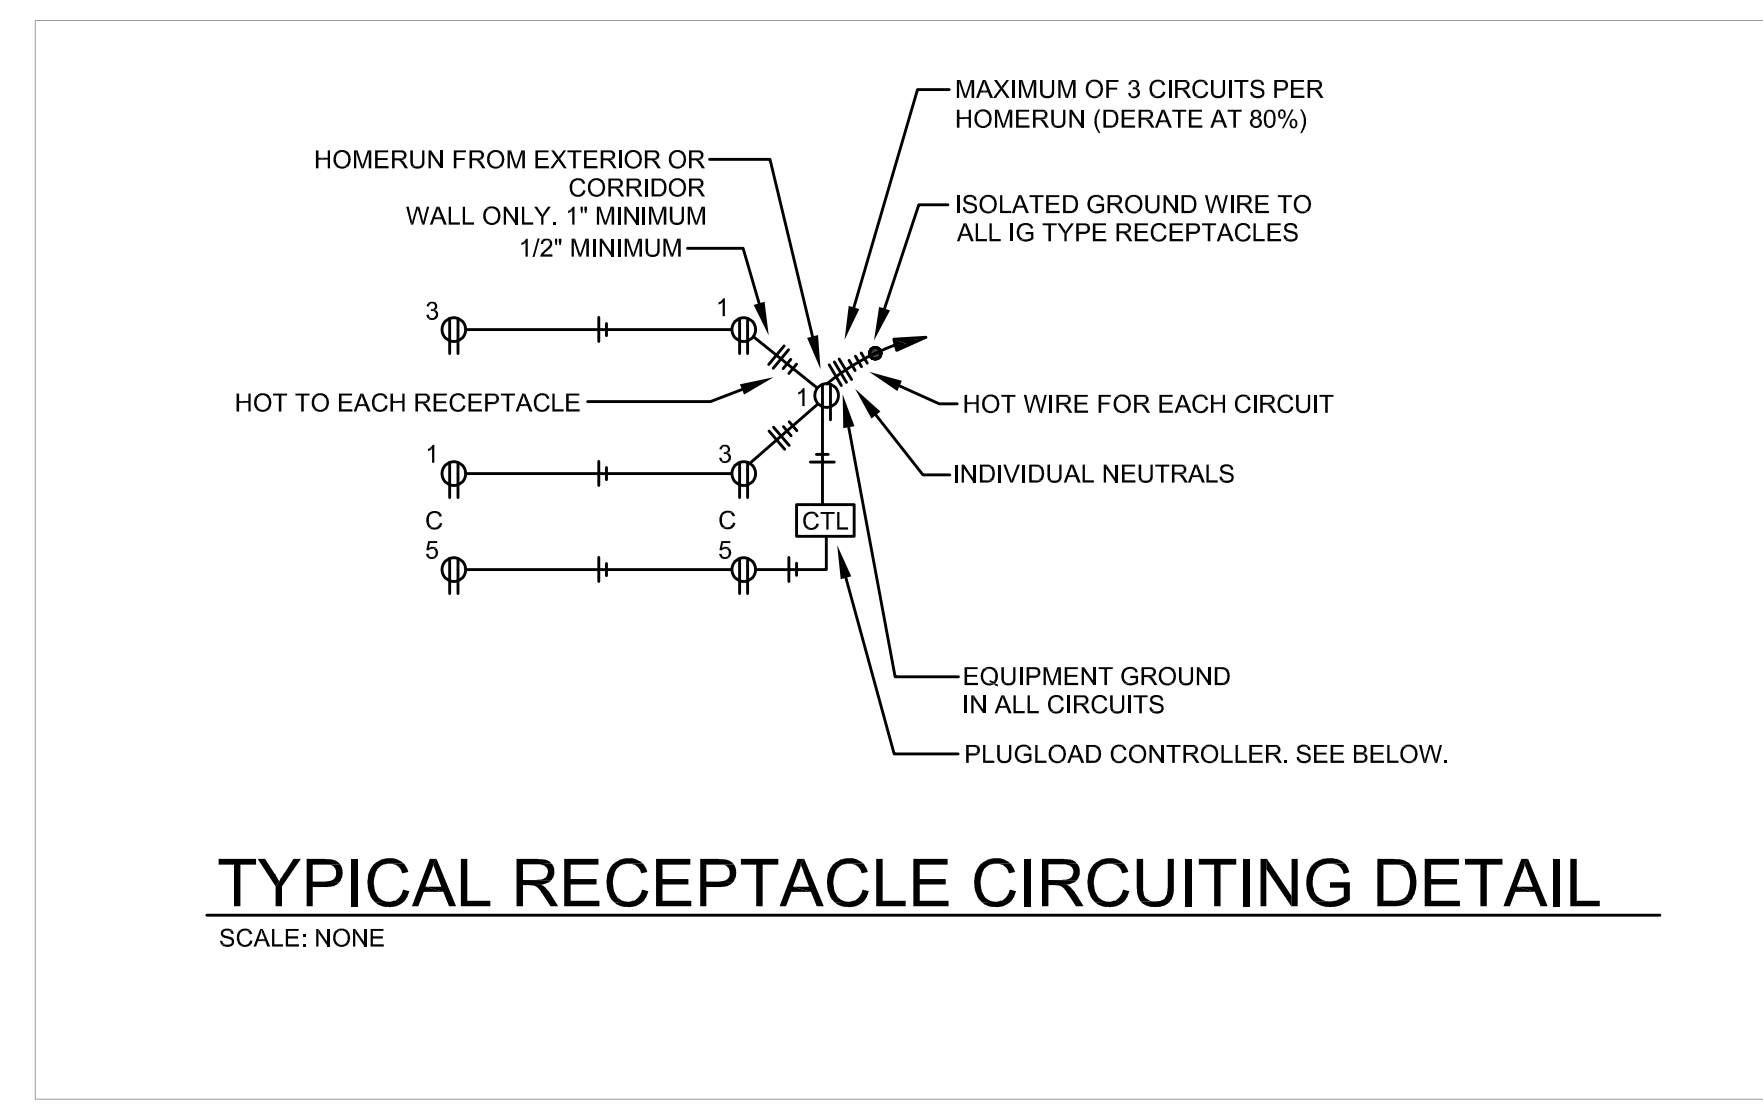 MAXIMUM OF 3 CIRCUITS PER
HOMERUN (DERATE AT 80%)
HOMERUN FROM EXTERIOR OR
CORRIDOR
WALL ONLY. 1" MINIMUM
1/2" MINIMUM
ISOLATED GROUND WIRE TO
ALL IG TYPE RECEPTACLES
3
1
HOT TO EACH RECEPTACLE
1
HOT WIRE FOR EACH CIRCUIT
1
3
INDIVIDUAL NEUTRALS
C
C
CTL
5
5
EQUIPMENT GROUND
IN ALL CIRCUITS
PLUGLOAD CONTROLLER. SEE BELOW.
TYPICAL RECEPTACLE CIRCUITING DETAIL
SCALE: NONE